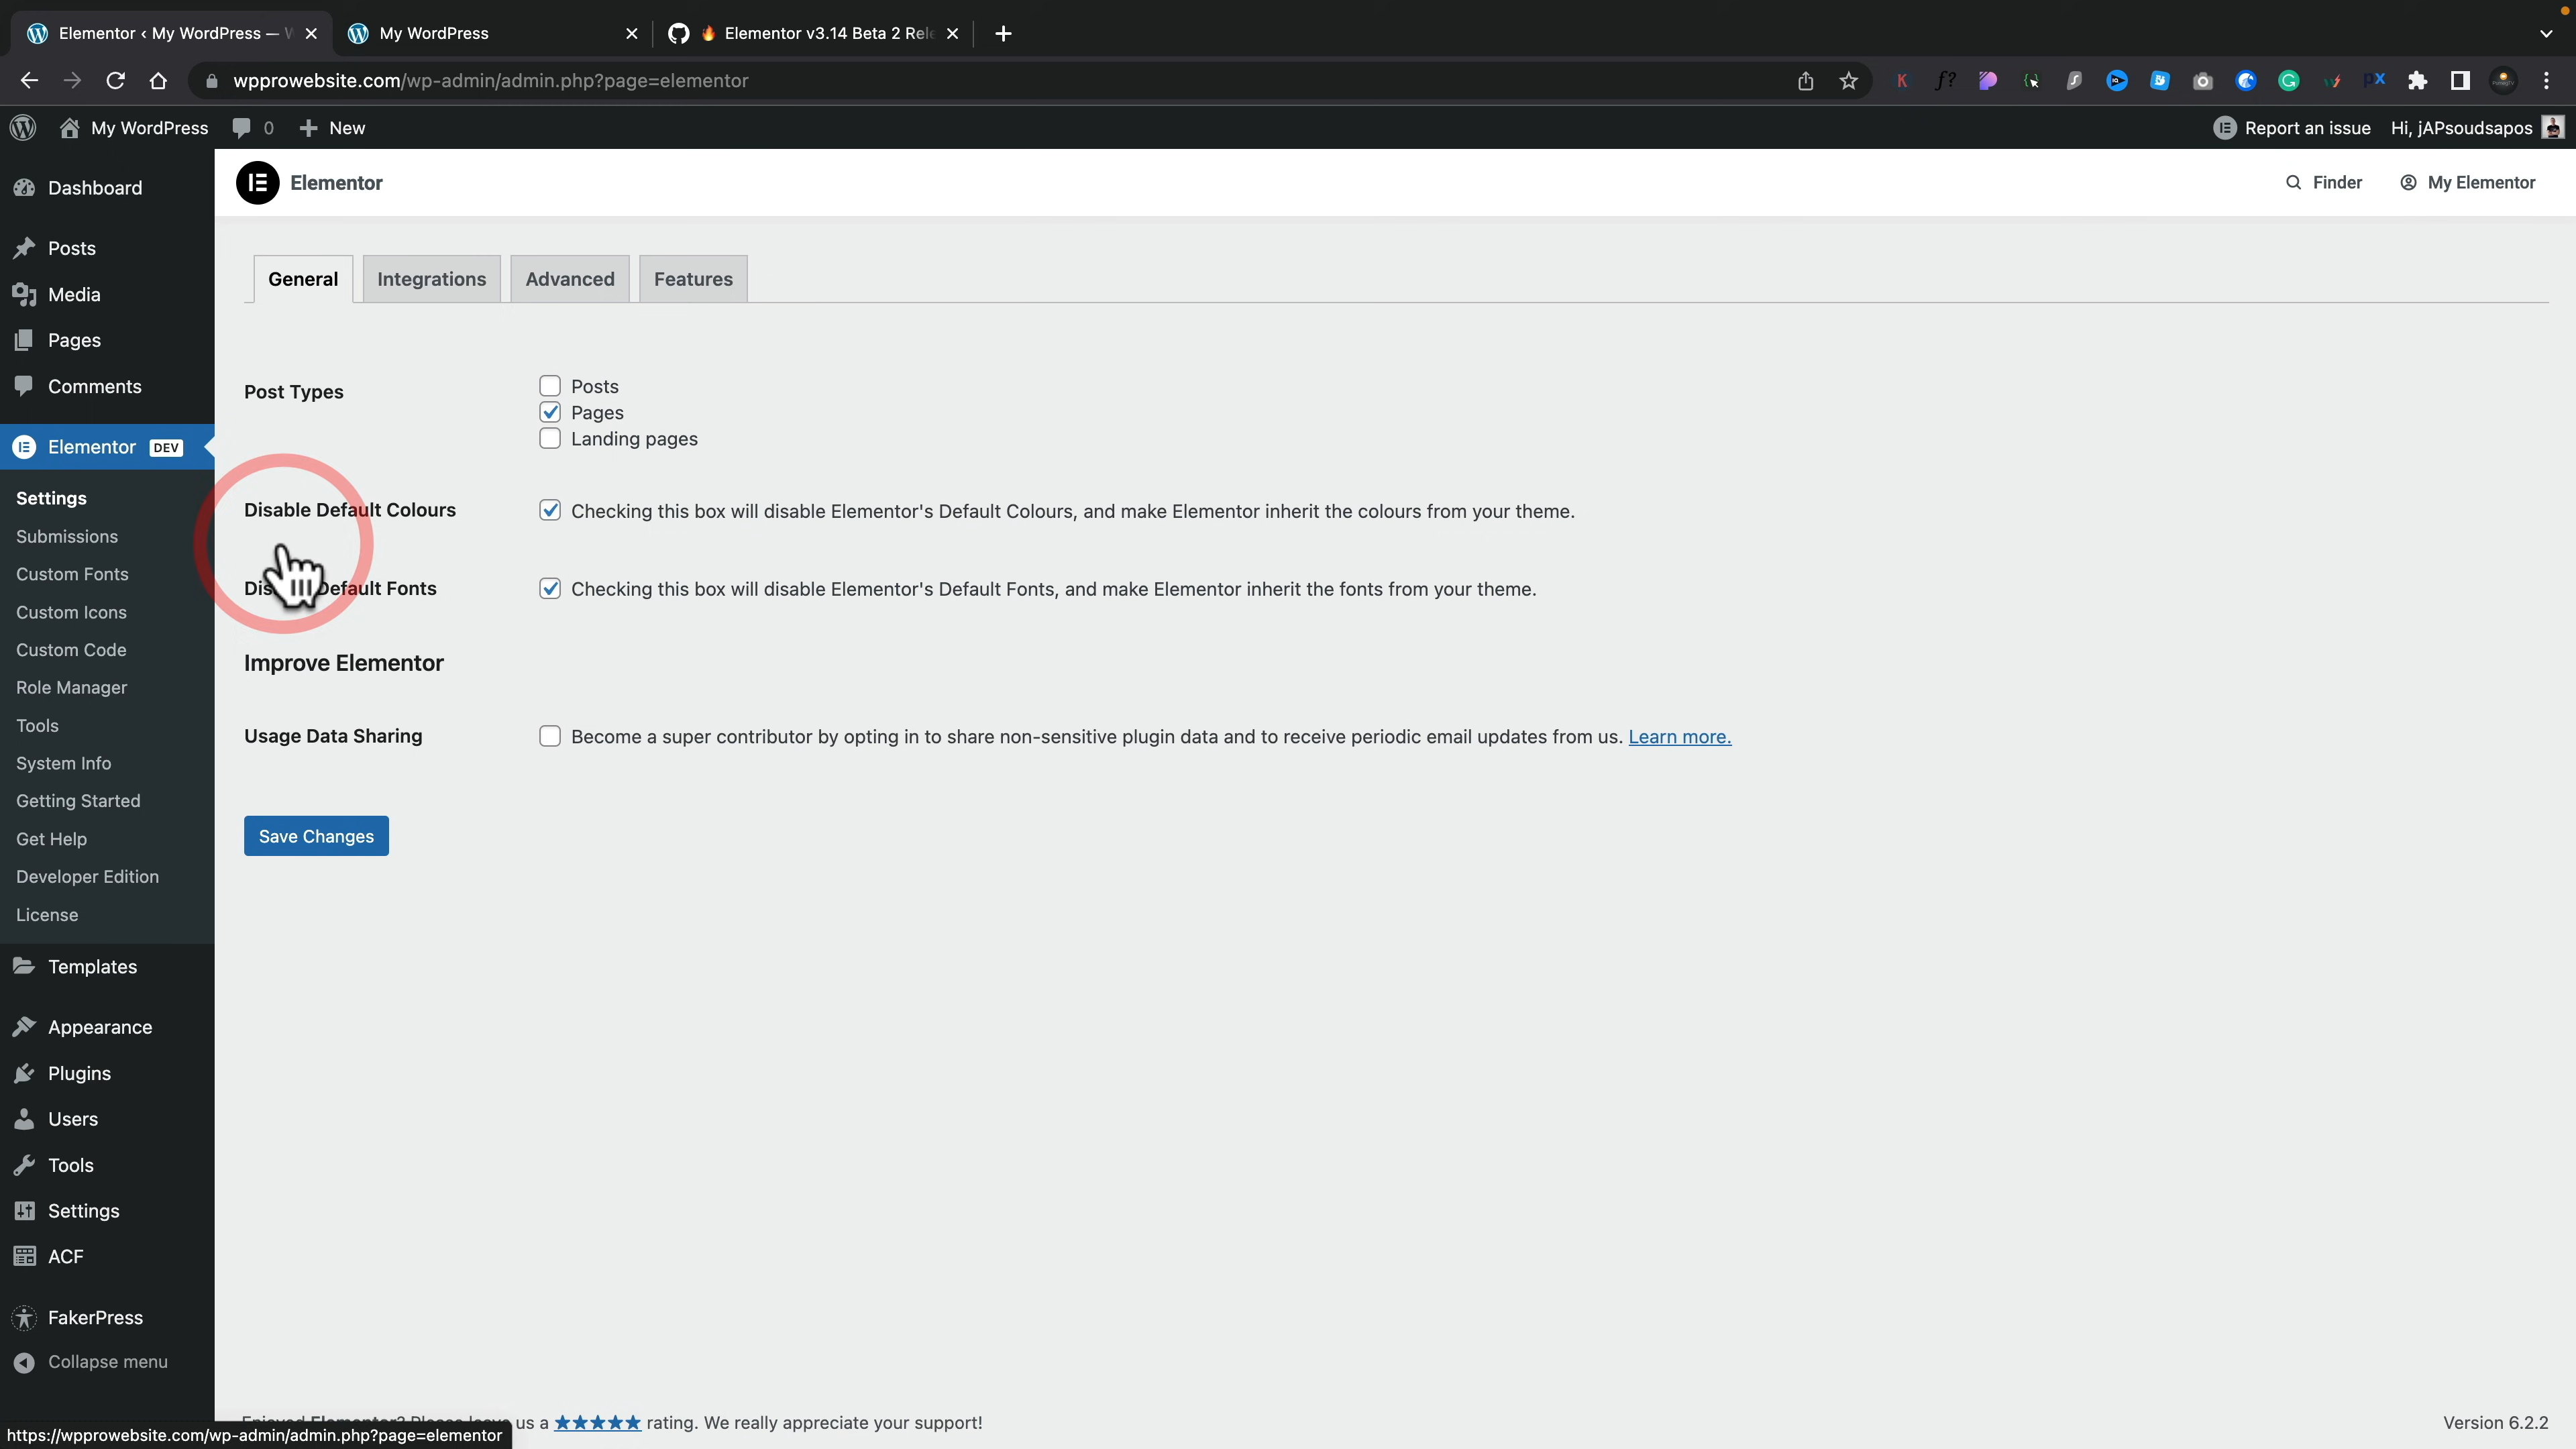 Elementor ‹ My WordPress —
My WordPress
Elementor v3.14 Beta 2 Rel
wpprowebsite.com/wp-admin/admin.php?page=elementor
My WordPress
0
New
Report an issue
Hi, jAPsoudsapos
Dashboard
Posts
Media
Pages
Comments
Elementor DEV
Settings
Submissions
Custom Fonts
Custom Icons
Custom Code
Role Manager
Tools
System Info
Getting Started
Get Help
Developer Edition
License
Templates
Appearance
Plugins
Users
Tools
Settings
ACF
FakerPress
Collapse menu
Elementor
Finder
My Elementor
General
Integrations
Advanced
Features
Post Types
Posts
Pages
Landing pages
Disable Default Colours
Checking this box will disable Elementor's Default Colours, and make Elementor inherit the colours from your theme.
Default Fonts
Checking this box will disable Elementor's Default Fonts, and make Elementor inherit the fonts from your theme.
Improve Elementor
Usage Data Sharing
Become a super contributor by opting in to share non-sensitive plugin data and to receive periodic email updates from us. Learn more.
Save Changes
us a ★★★★★ rating. We really appreciate your support!
Version 6.2.2
https://wpprowebsite.com/wp-admin/admin.php?page=elementor